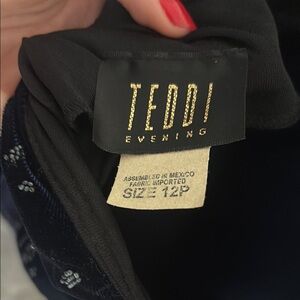 TEDDI
EVENING
ASSEMBLED IN MEXICO
FABRIC IMPORTED
SIZE 12P